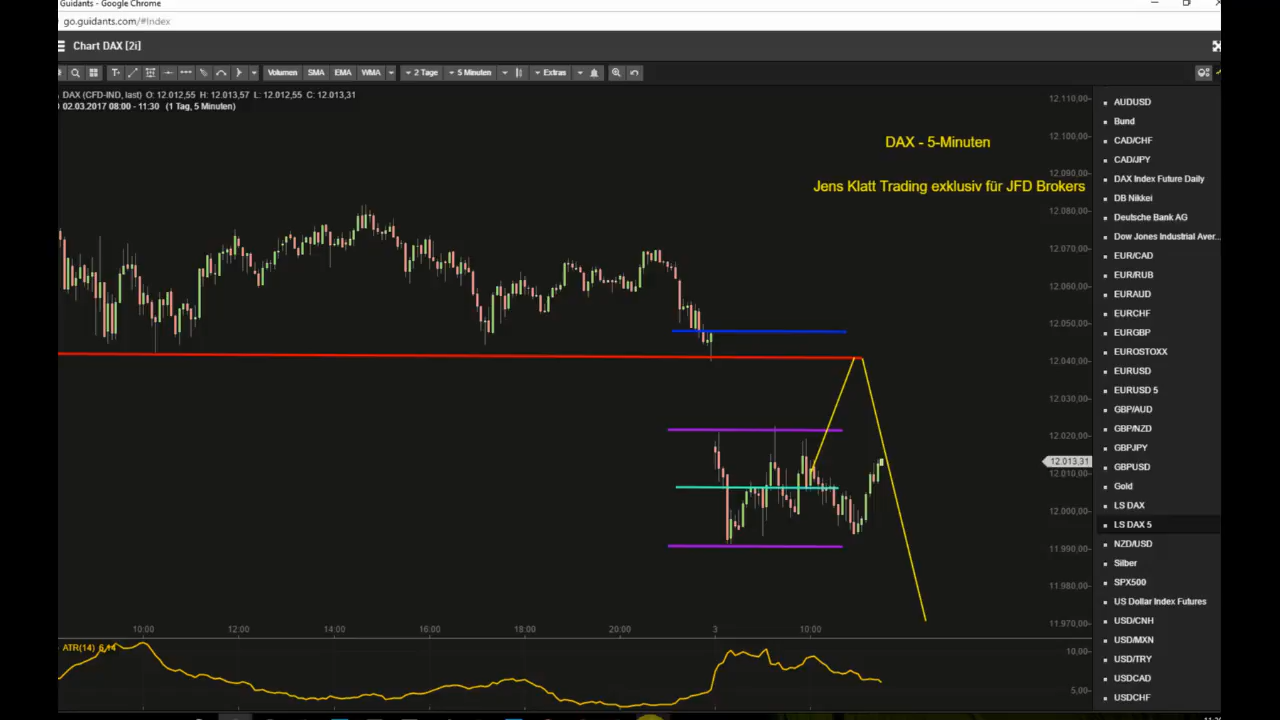 Guidants - Google Chrome
go.guidants.com/#Index
Chart DAX [2i]
Volumen SMA EMA WMA 2 Tage 5 Minuten Extras
DAX (CFD-IND, last) O: 12.012,55 H: 12.013,57 L: 12.012,55 C: 12.013,31
02.03.2017 08:00 - 11:30 (1 Tag, 5 Minuten)
DAX - 5-Minuten
Jens Klatt Trading exklusiv für JFD Brokers
12.110,00
12.100,00
12.090,00
12.080,00
12.070,00
12.060,00
12.050,00
12.040,00
12.030,00
12.020,00
12.013,31
12.010,00
12.000,00
11.990,00
11.980,00
11.970,00
10:00 12:00 14:00 16:00 18:00 20:00 3 10:00
ATR(14) 6,14
10,00
5,00
AUDUSD
Bund
CAD/CHF
CAD/JPY
DAX Index Future Daily
DB Nikkei
Deutsche Bank AG
Dow Jones Industrial Aver...
EUR/CAD
EUR/RUB
EURAUD
EURCHF
EURGBP
EUROSTOXX
EURUSD
EURUSD 5
GBP/AUD
GBP/NZD
GBPJPY
GBPUSD
Gold
LS DAX
LS DAX 5
NZD/USD
Silber
SPX500
US Dollar Index Futures
USD/CNH
USD/MXN
USD/TRY
USDCAD
USDCHF